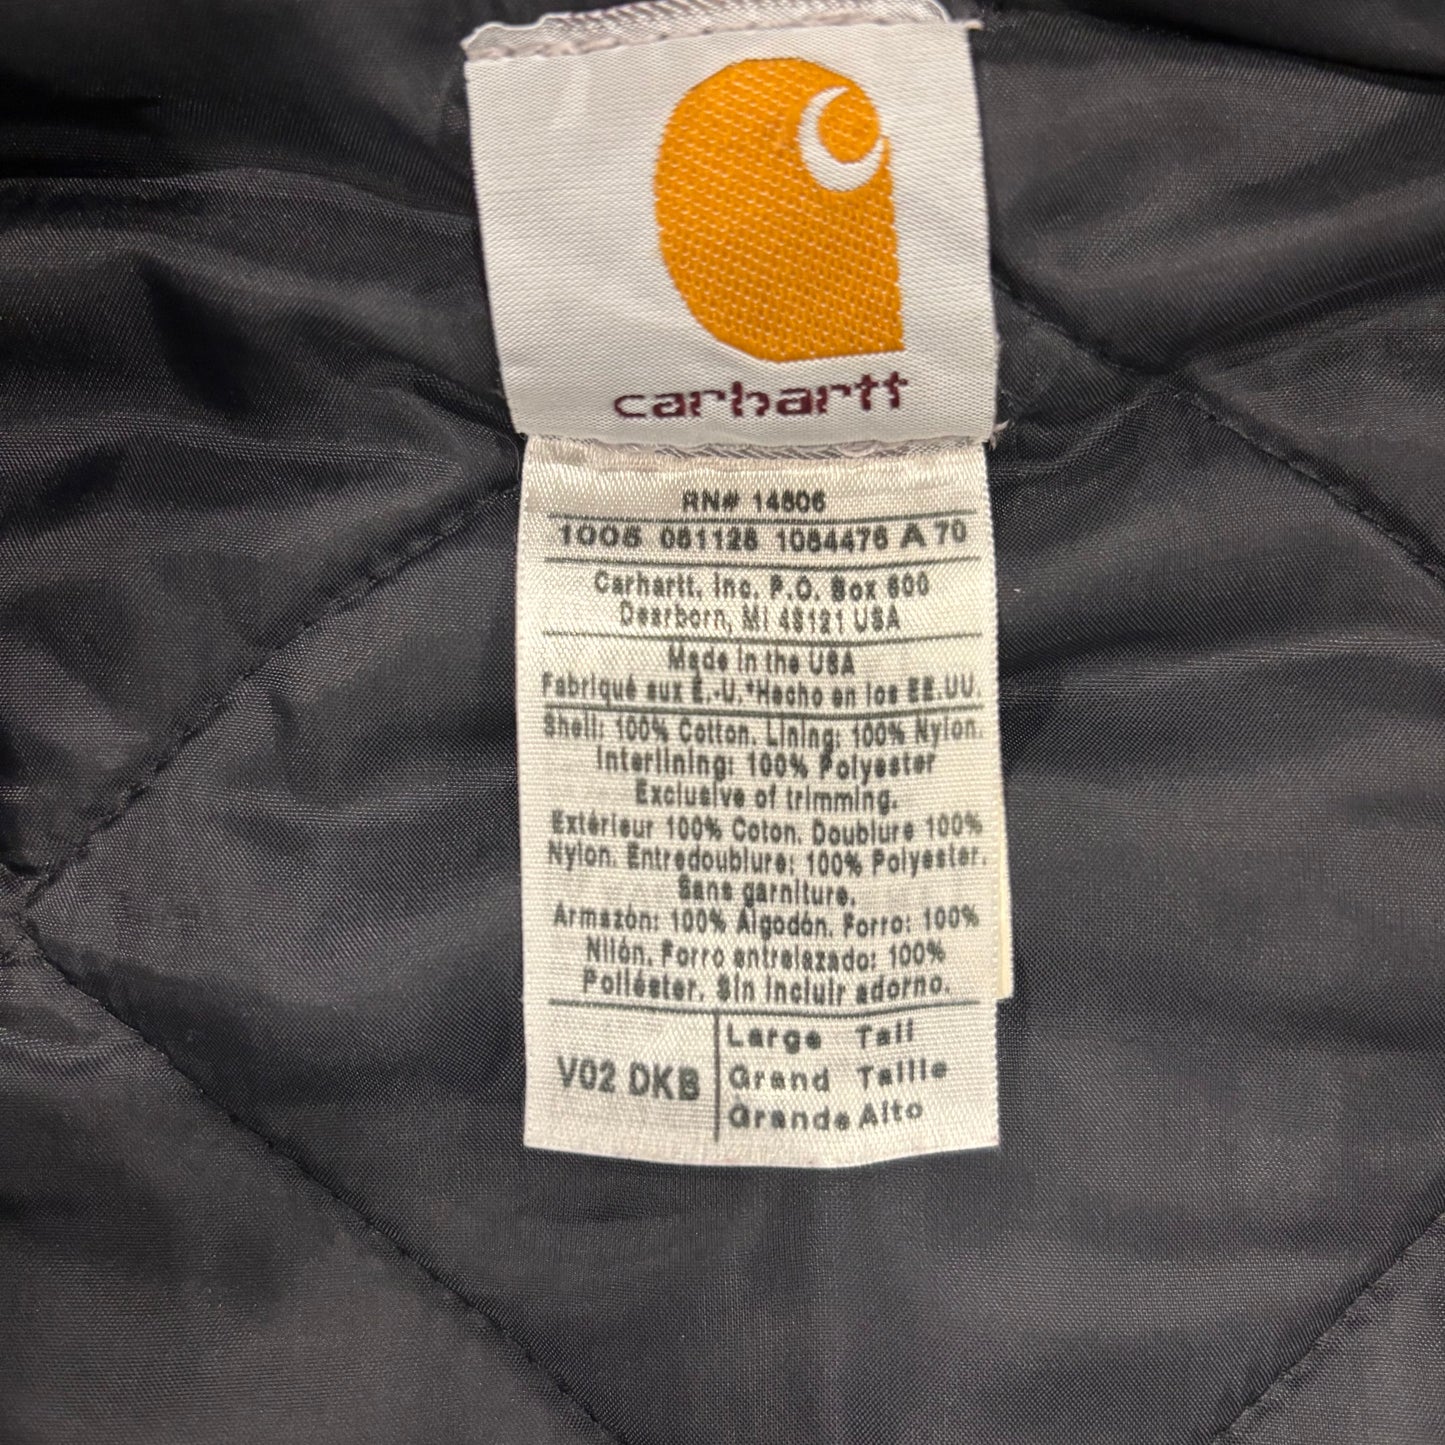 carhartt
RN# 14806
1005 081128 1084476 A 70
Carhartt, Inc. P.O. Box 600
Dearborn, MI 48121 USA
Made in the USA
Fabriqué aux É.-U.*Hecho en los EE.UU.
Shell: 100% Cotton. Lining: 100% Nylon.
Interlining: 100% Polyester
Exclusive of trimming.
Extérieur 100% Coton. Doublure 100%
Nylon. Entredoublure: 100% Polyester.
Sans garniture.
Armazón: 100% Algodón. Forro: 100%
Nilón. Forro entrelazado: 100%
Poliéster. Sin incluir adorno.
V02 DKB
Large Tall
Grand Taille
Grande Alto